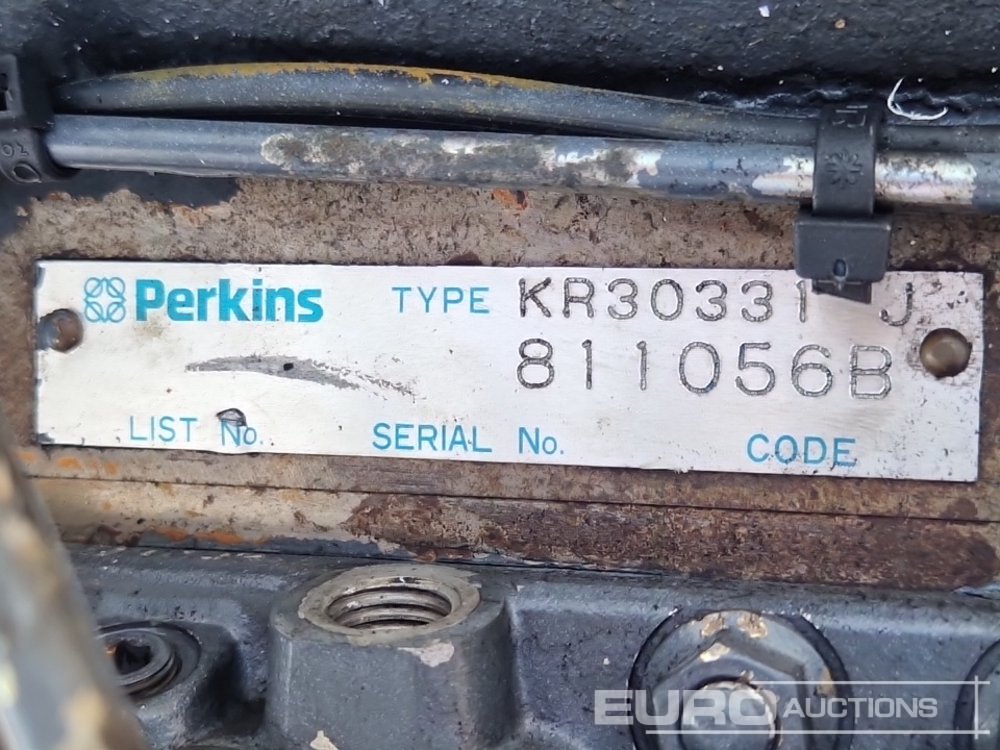 Perkins TYPE KR30331 J
811056B
LIST No. SERIAL No. CODE
EURO AUCTIONS